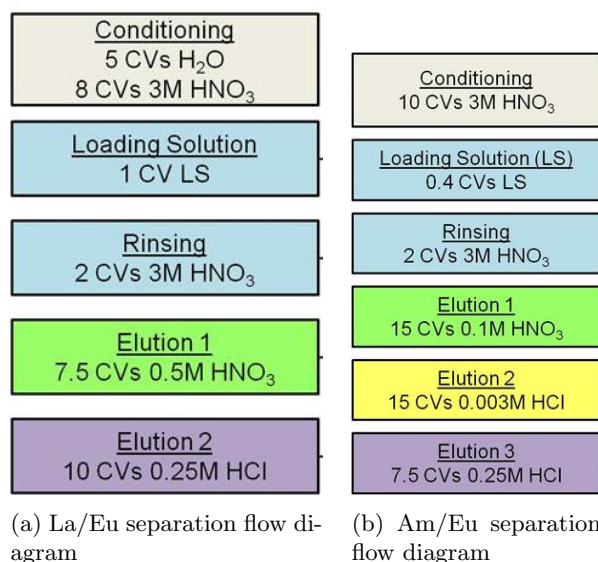 Conditioning
5 CVs H₂O
8 CVs 3M HNO₃
Loading Solution
1 CV LS
Rinsing
2 CVs 3M HNO₃
Elution 1
7.5 CVs 0.5M HNO₃
Elution 2
10 CVs 0.25M HCl
(a) La/Eu separation flow di-
agram
Conditioning
10 CVs 3M HNO₃
Loading Solution (LS)
0.4 CVs LS
Rinsing
2 CVs 3M HNO₃
Elution 1
15 CVs 0.1M HNO₃
Elution 2
15 CVs 0.003M HCl
Elution 3
7.5 CVs 0.25M HCl
(b) Am/Eu separation
flow diagram